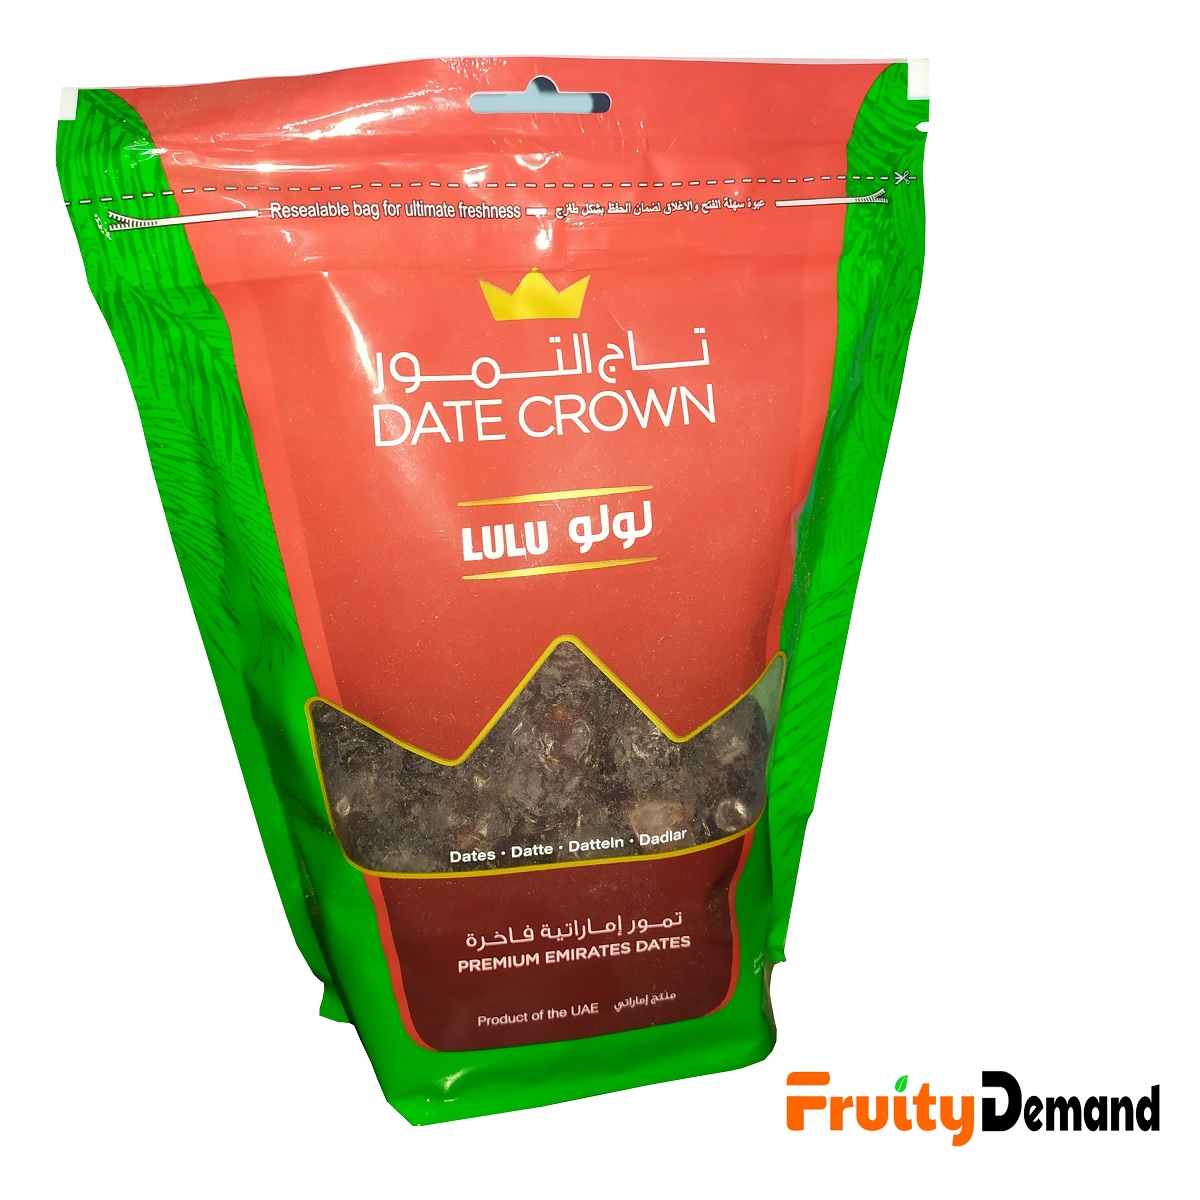 Resealable bag for ultimate freshness عبوة سهلة الفتح والاغلاق لضمان الحفظ بشكل طازج
تاج التمور
DATE CROWN
LULU لولو
Dates · Datte · Datteln · Dadlar
تمور إماراتية فاخرة
PREMIUM EMIRATES DATES
Product of the UAE منتج إماراتي
FruityDemand